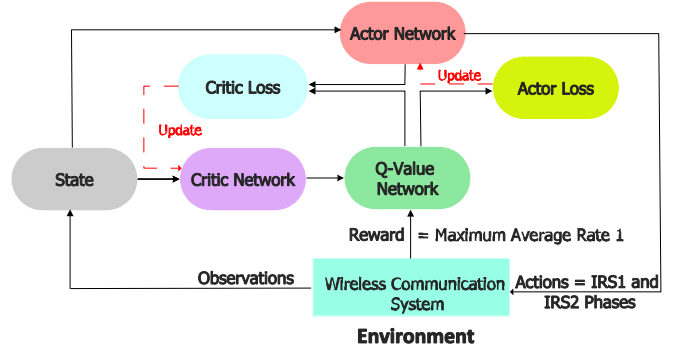 Actor Network
Critic Loss
Update
Actor Loss
Update
State
Critic Network
Q-Value
Network
Reward = Maximum Average Rate 1
Observations
Wireless Communication
System
Actions = IRS1 and
IRS2 Phases
Environment